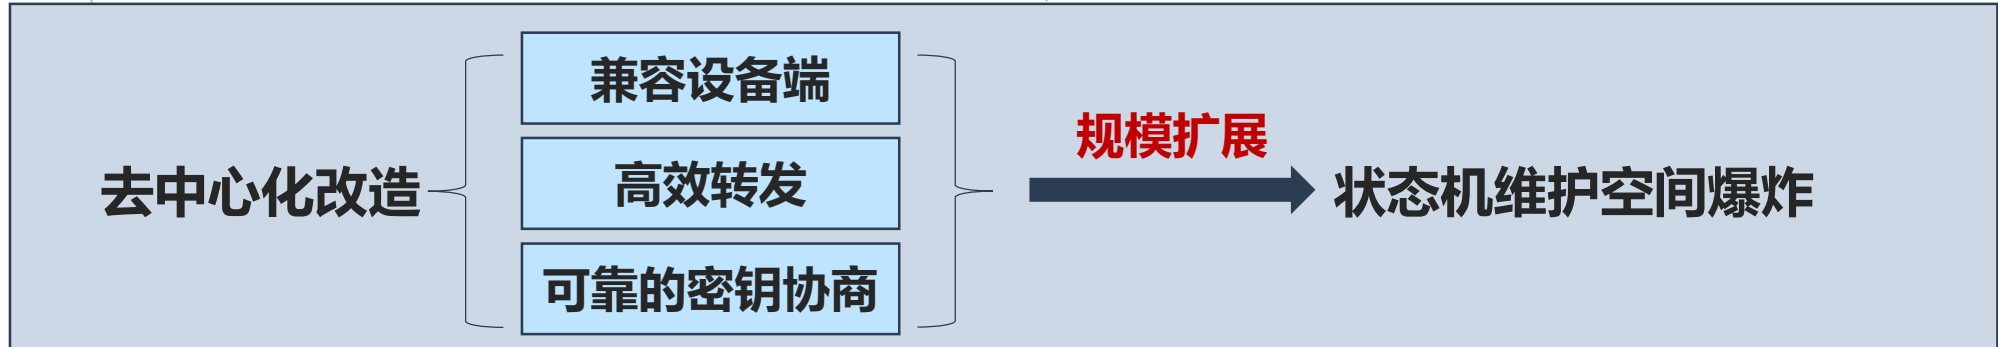 去中心化改造
兼容设备端
高效转发
可靠的密钥协商
规模扩展
状态机维护空间爆炸